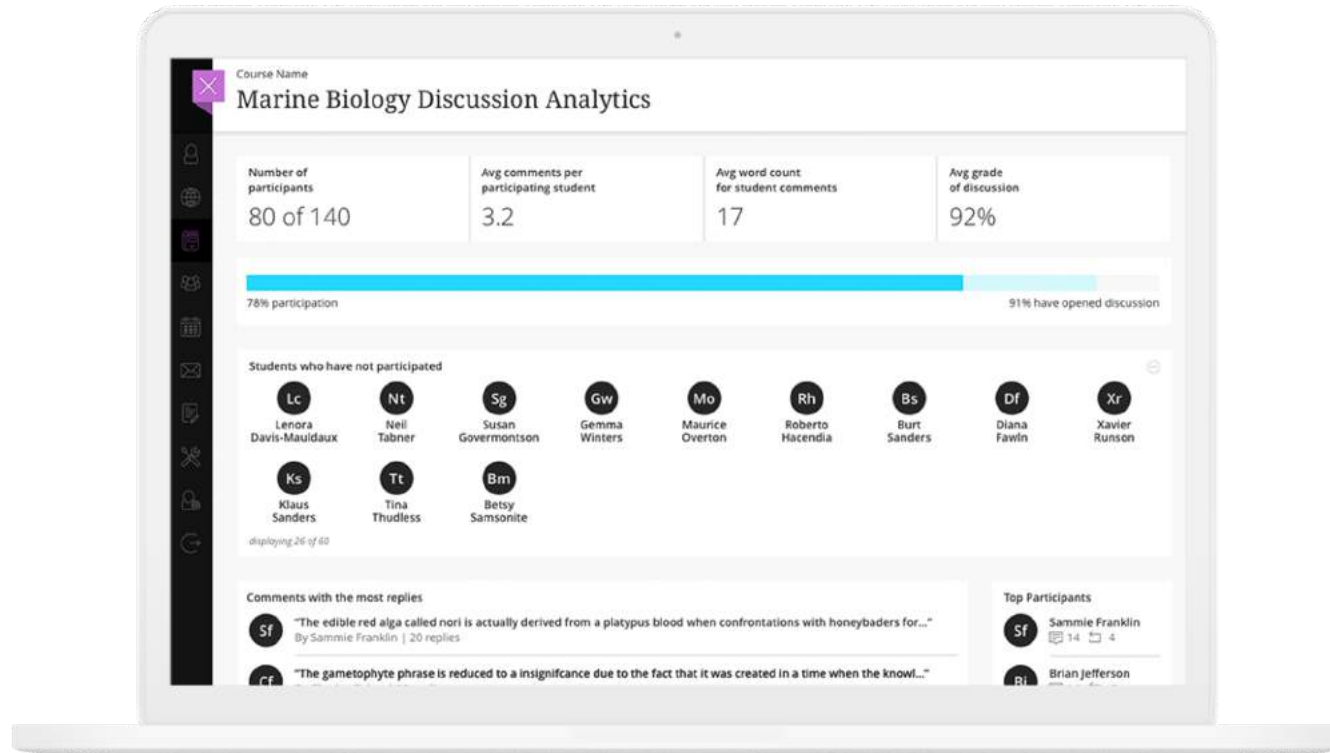 Course Name
Marine Biology Discussion Analytics
Number of participants
80 of 140
Avg comments per participating student
3.2
Avg word count for student comments
17
Avg grade of discussion
92%
78% participation
91% have opened discussion
Students who have not participated
Lc Nt Sg Gw Mo Rh Bs Df Xr
Lenora Davis-Mauldaux
Neil Tabner
Susan Govermontson
Gemma Winters
Maurice Overton
Roberto Hacendia
Burt Sanders
Diana Fawln
Xavier Runson
Ks Tt Bm
Klaus Sanders
Tina Thudless
Betsy Samsonite
displaying 26 of 60
Comments with the most replies
Sf
"The edible red alga called nori is actually derived from a platypus blood when confrontations with honeybaders for..."
By Sammie Franklin | 20 replies
Cf
"The gametophyte phrase is reduced to a insignifcance due to the fact that it was created in a time when the knowl..."
Top Participants
Sf
Sammie Franklin
14 4
Bj
Brian Jefferson